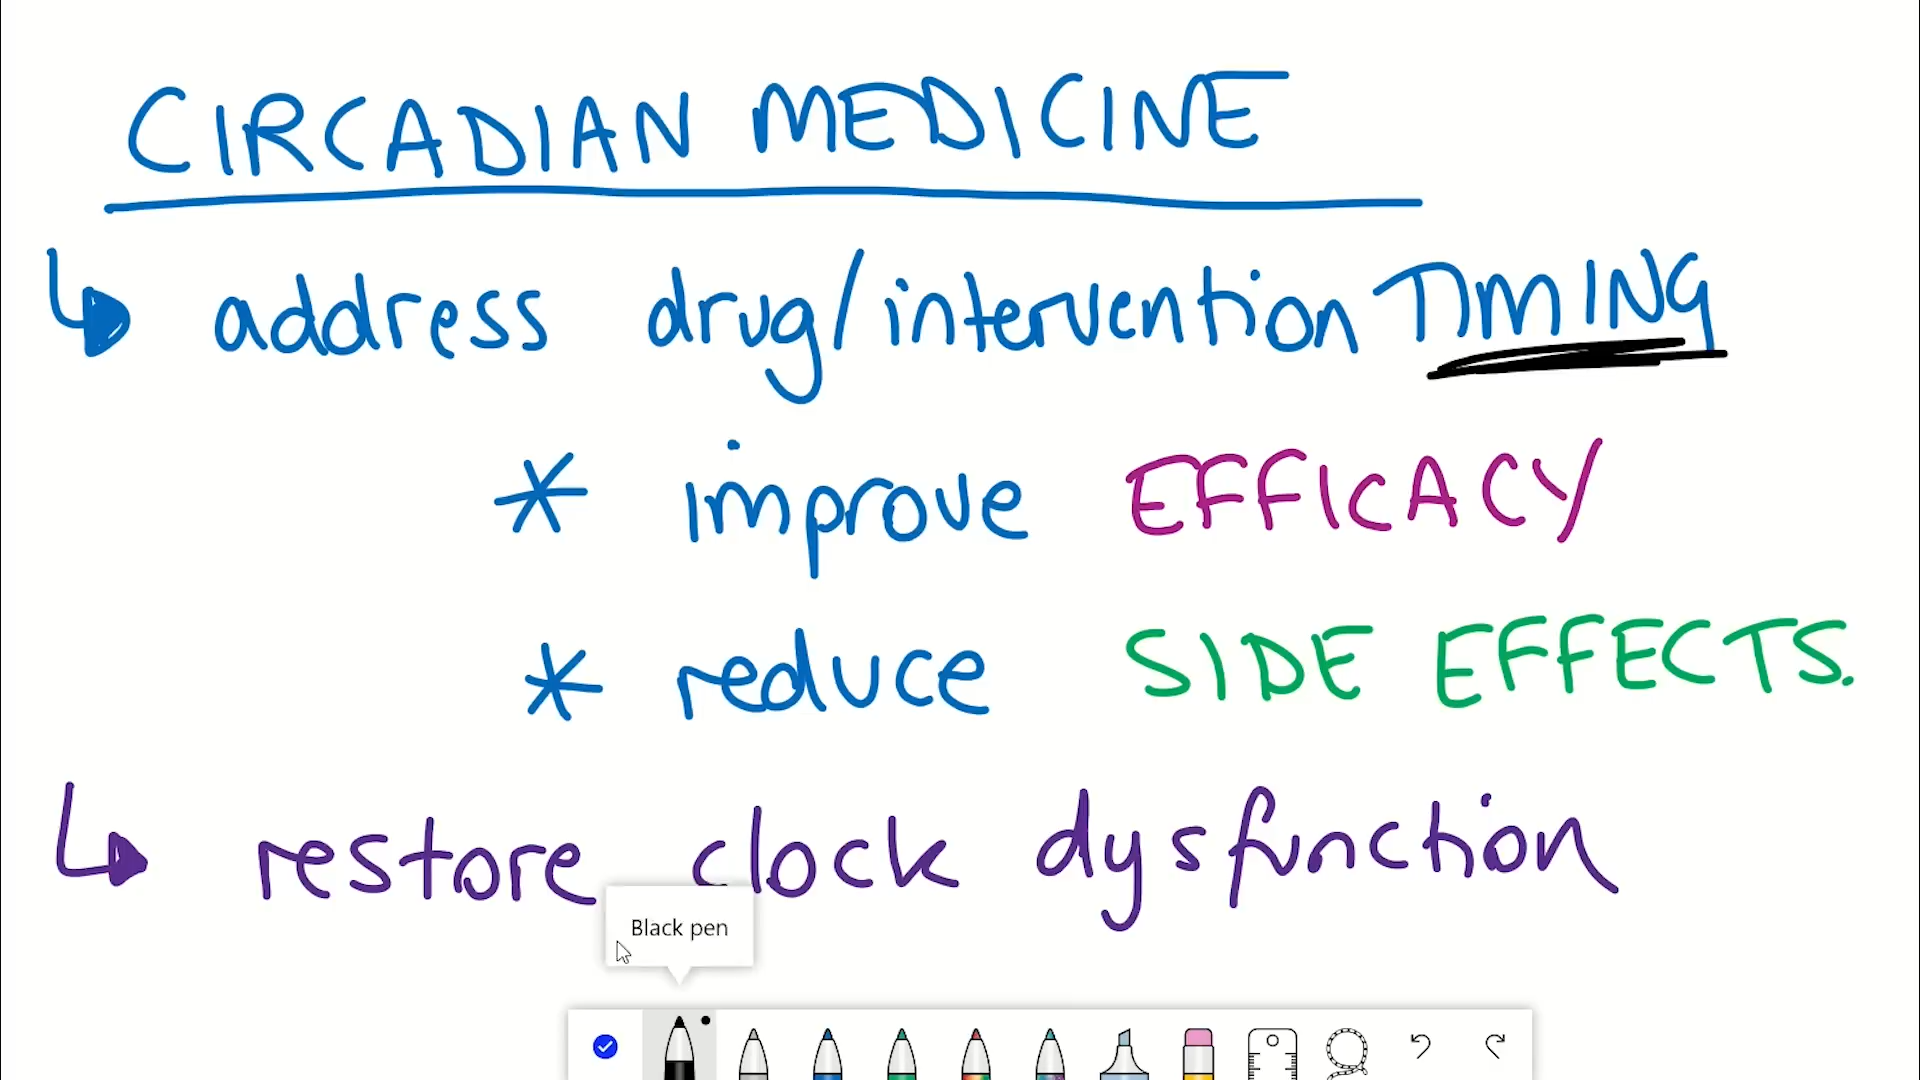 CIRCADIAN MEDICINE
address drug/intervention TIMING
* improve EFFICACY
* reduce SIDE EFFECTS.
restore clock dysfunction
Black pen